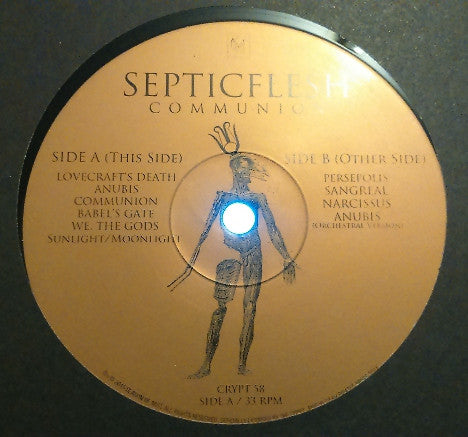 SEPTICFLESH
COMMUNION
SIDE A (THIS SIDE)
LOVECRAFT'S DEATH
ANUBIS
COMMUNION
BABEL'S GATE
WE, THE GODS
SUNLIGHT/MOONLIGHT
SIDE B (OTHER SIDE)
PERSEPOLIS
SANGREAL
NARCISSUS
ANUBIS
(ORCHESTRAL VERSION)
CRYPT 58
SIDE A / 33 RPM